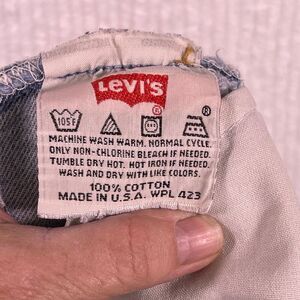 LEVI'S
®
105F
MACHINE WASH WARM. NORMAL CYCLE.
ONLY NON-CHLORINE BLEACH IF NEEDED.
TUMBLE DRY HOT. HOT IRON IF NEEDED.
WASH AND DRY WITH LIKE COLORS.
100% COTTON
MADE IN U.S.A. WPL 423